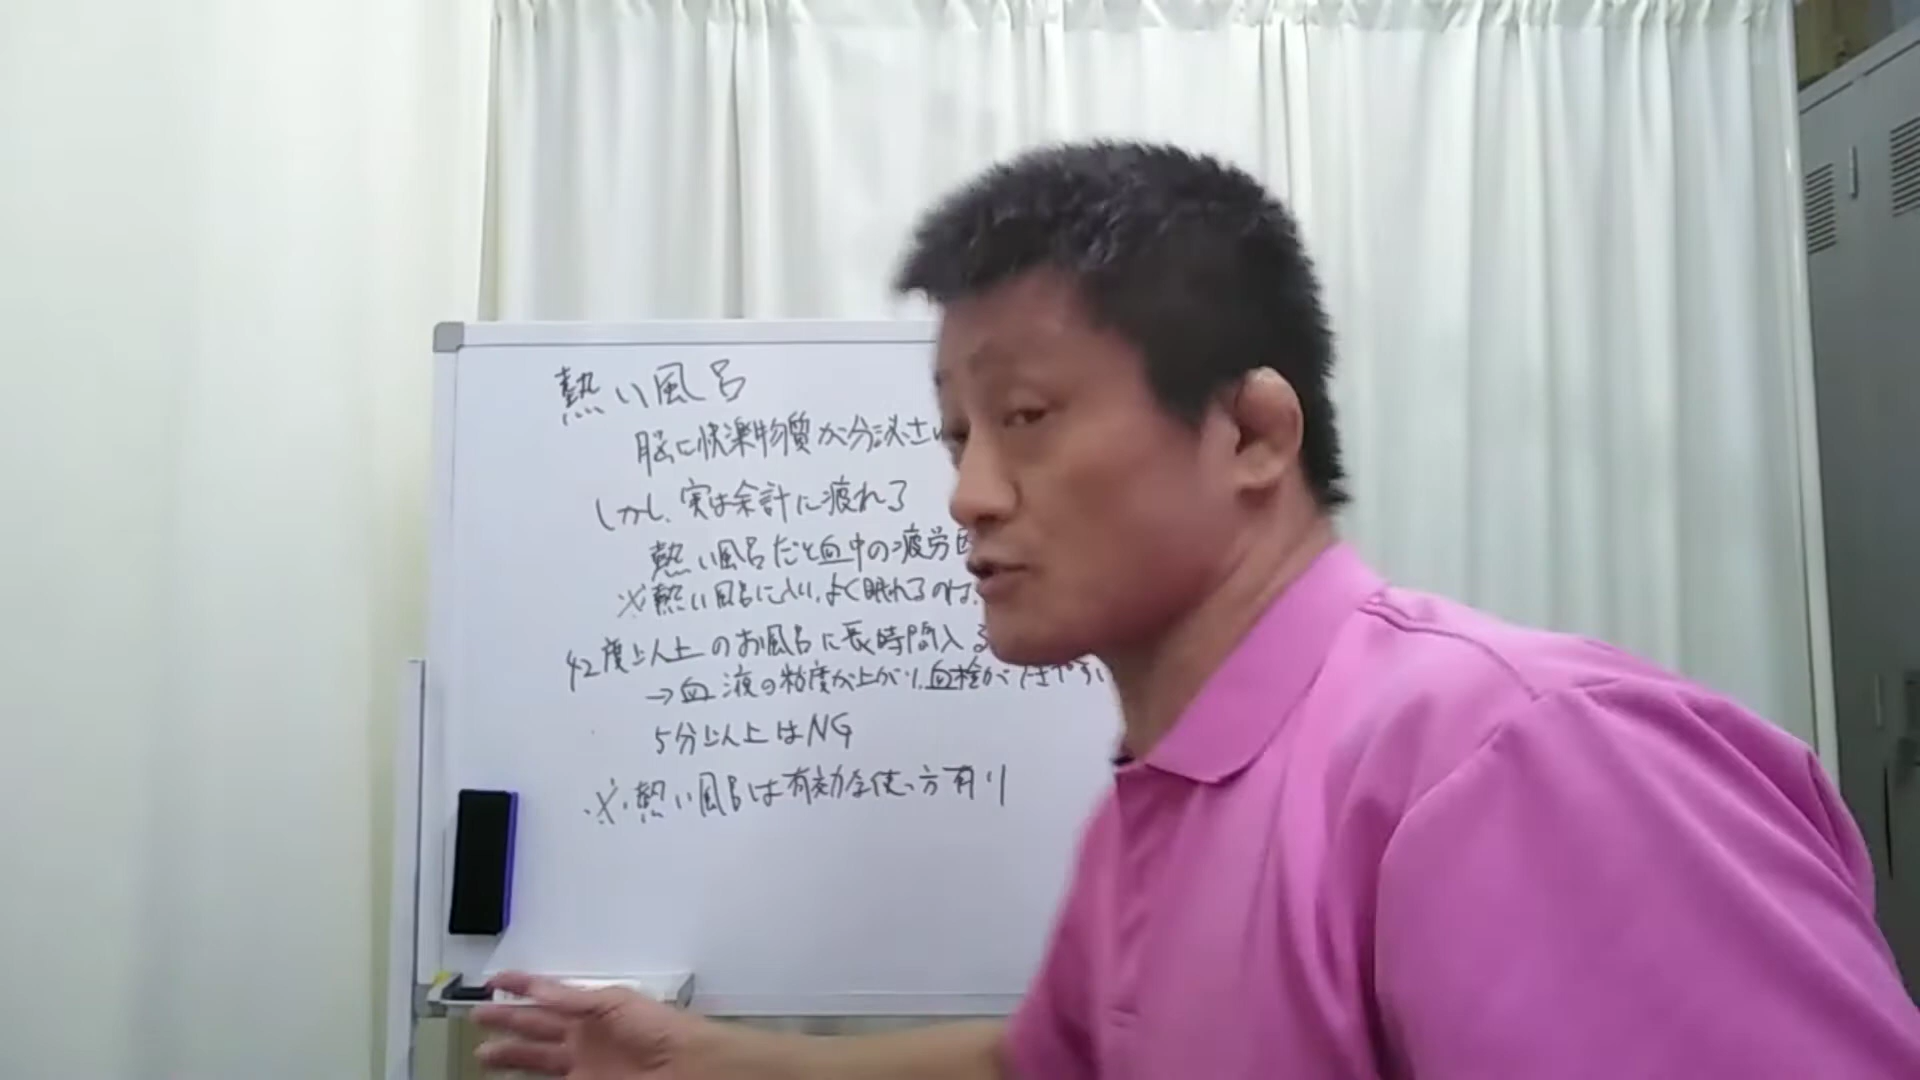 熱い風呂
脳に快楽物質が分泌さ
しかし、実は余計に疲れる
熱い風呂だと血中の疲労
※熱い風呂に入り、よく眠れるのは、
42度以上のお風呂に長時間入る
→血液の粘度が上がり、血栓ができやすい
5分以上はNG
※熱い風呂は有効な使い方有り